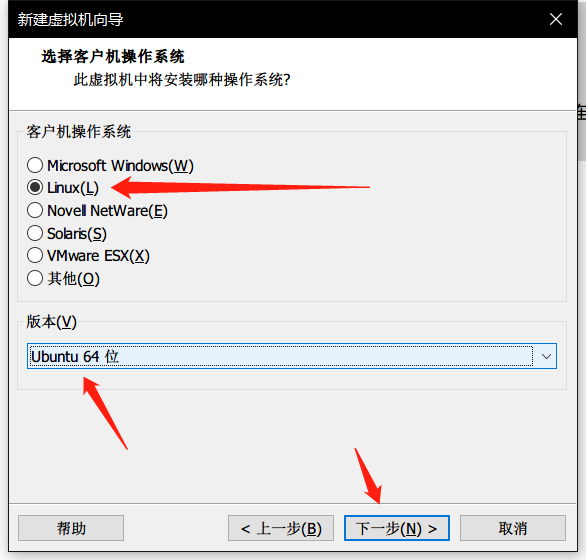 新建虚拟机向导
选择客户机操作系统
此虚拟机中将安装哪种操作系统?
客户机操作系统
Microsoft Windows(W)
Linux(L)
Novell NetWare(E)
Solaris(S)
VMware ESX(X)
其他(O)
版本(V)
Ubuntu 64 位
帮助
< 上一步(B)
下一步(N) >
取消